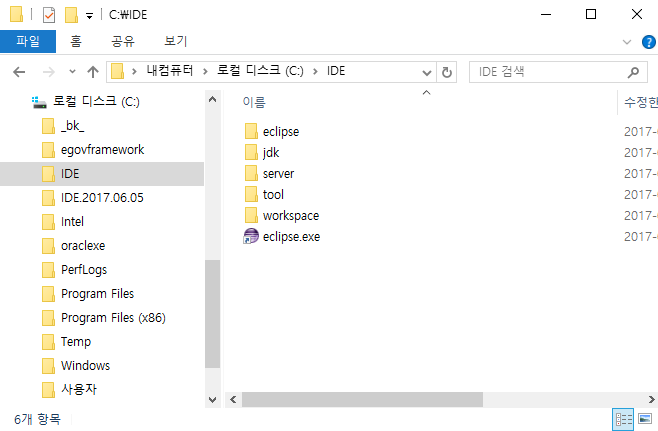 C:\IDE
파일 홈 공유 보기
내컴퓨터 로컬 디스크 (C:) IDE IDE 검색
로컬 디스크 (C:)
_bk_
egovframework
IDE
IDE.2017.06.05
Intel
oraclexe
PerfLogs
Program Files
Program Files (x86)
Temp
Windows
사용자
이름 수정한
eclipse 2017-
jdk 2017-
server 2017-
tool 2017-
workspace 2017-
eclipse.exe 2017-
6개 항목